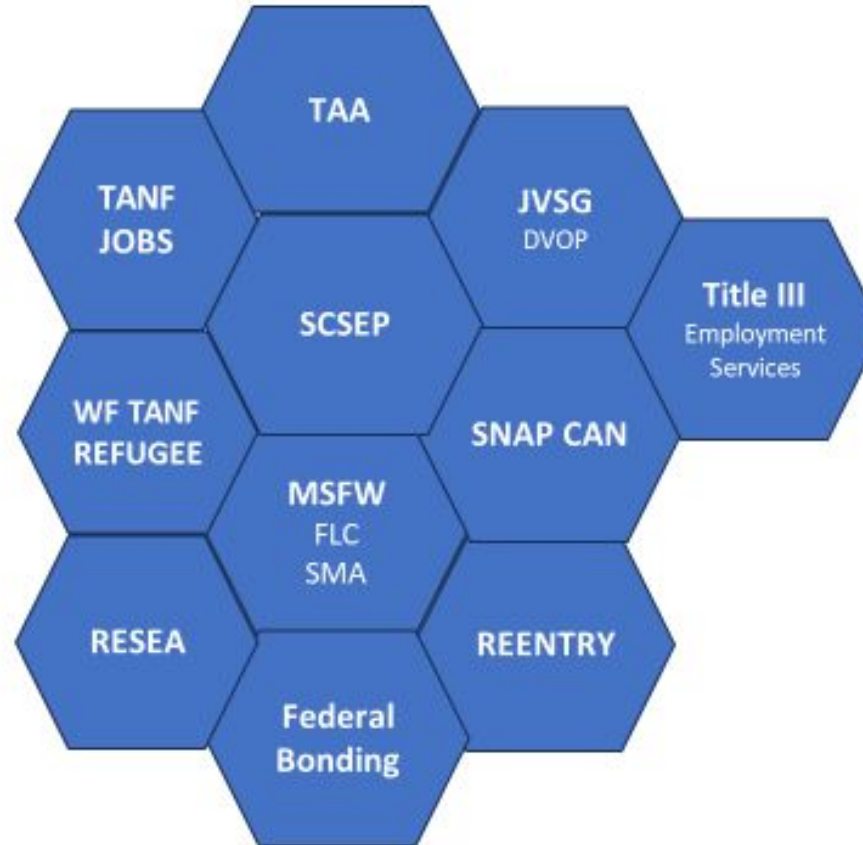 TAA
TANF
JOBS
JVSG
DVOP
Title III
Employment
Services
SCSEP
WF TANF
REFUGEE
SNAP CAN
MSFW
FLC
SMA
RESEA
REENTRY
Federal
Bonding